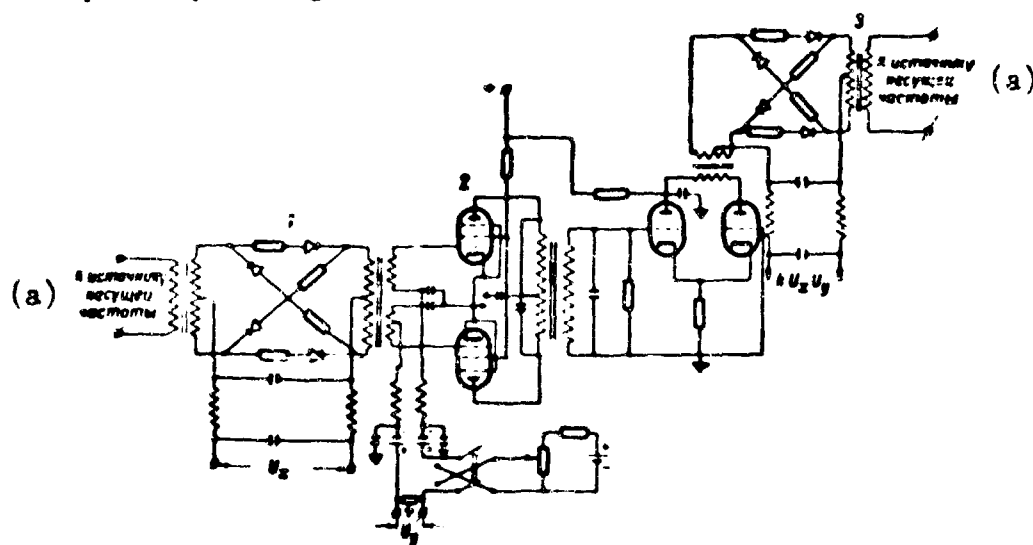 3
К источнику
несущей
частоты
(a)
2
1
(a)
К источнику
несущей
частоты
+
k U_x U_y
U_x
U_y